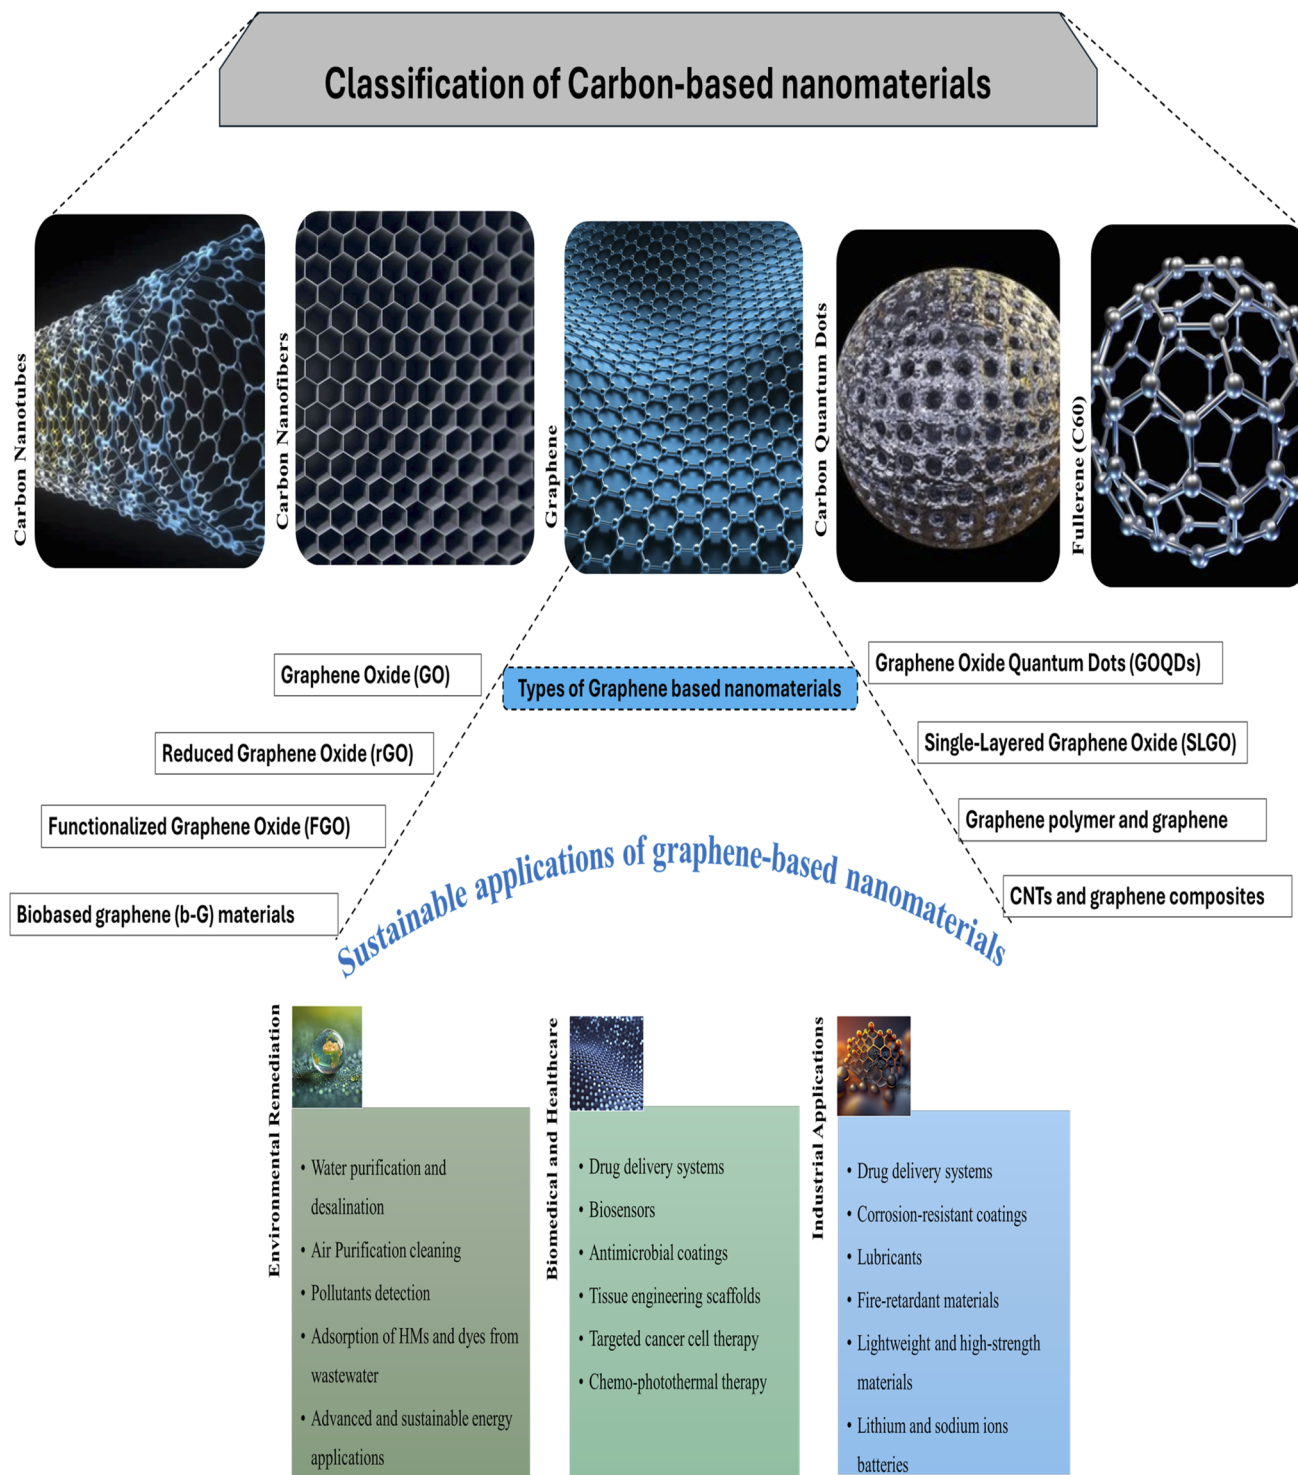 Classification of Carbon-based nanomaterials
Carbon Nanotubes
Carbon Nanofibers
Graphene
Carbon Quantum Dots
Fullerene (C60)
Graphene Oxide (GO)
Types of Graphene based nanomaterials
Graphene Oxide Quantum Dots (GOQDs)
Reduced Graphene Oxide (rGO)
Single-Layered Graphene Oxide (SLGO)
Functionalized Graphene Oxide (FGO)
Graphene polymer and graphene
Biobased graphene (b-G) materials
CNTs and graphene composites
Sustainable applications of graphene-based nanomaterials
Environmental Remediation
• Water purification and
desalination
• Air Purification cleaning
• Pollutants detection
• Adsorption of HMs and dyes from
wastewater
• Advanced and sustainable energy
applications
Biomedical and Healthcare
• Drug delivery systems
• Biosensors
• Antimicrobial coatings
• Tissue engineering scaffolds
• Targeted cancer cell therapy
• Chemo-photothermal therapy
Industrial Applications
• Drug delivery systems
• Corrosion-resistant coatings
• Lubricants
• Fire-retardant materials
• Lightweight and high-strength
materials
• Lithium and sodium ions
batteries